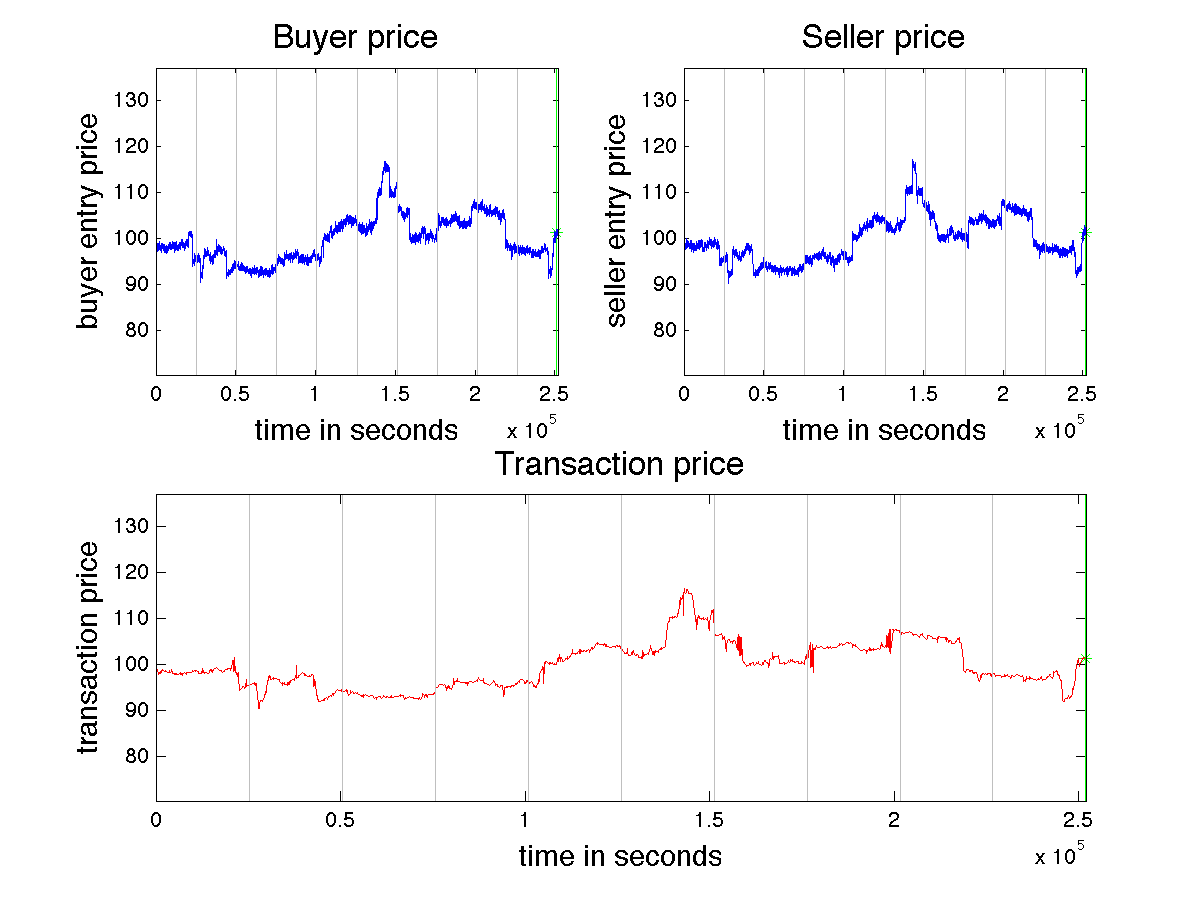 Buyer price
buyer entry price
130
120
110
100
90
80
0 0.5 1 1.5 2 2.5
x 10^5
time in seconds
Seller price
seller entry price
130
120
110
100
90
80
0 0.5 1 1.5 2 2.5
x 10^5
time in seconds
Transaction price
transaction price
130
120
110
100
90
80
0 0.5 1 1.5 2 2.5
x 10^5
time in seconds